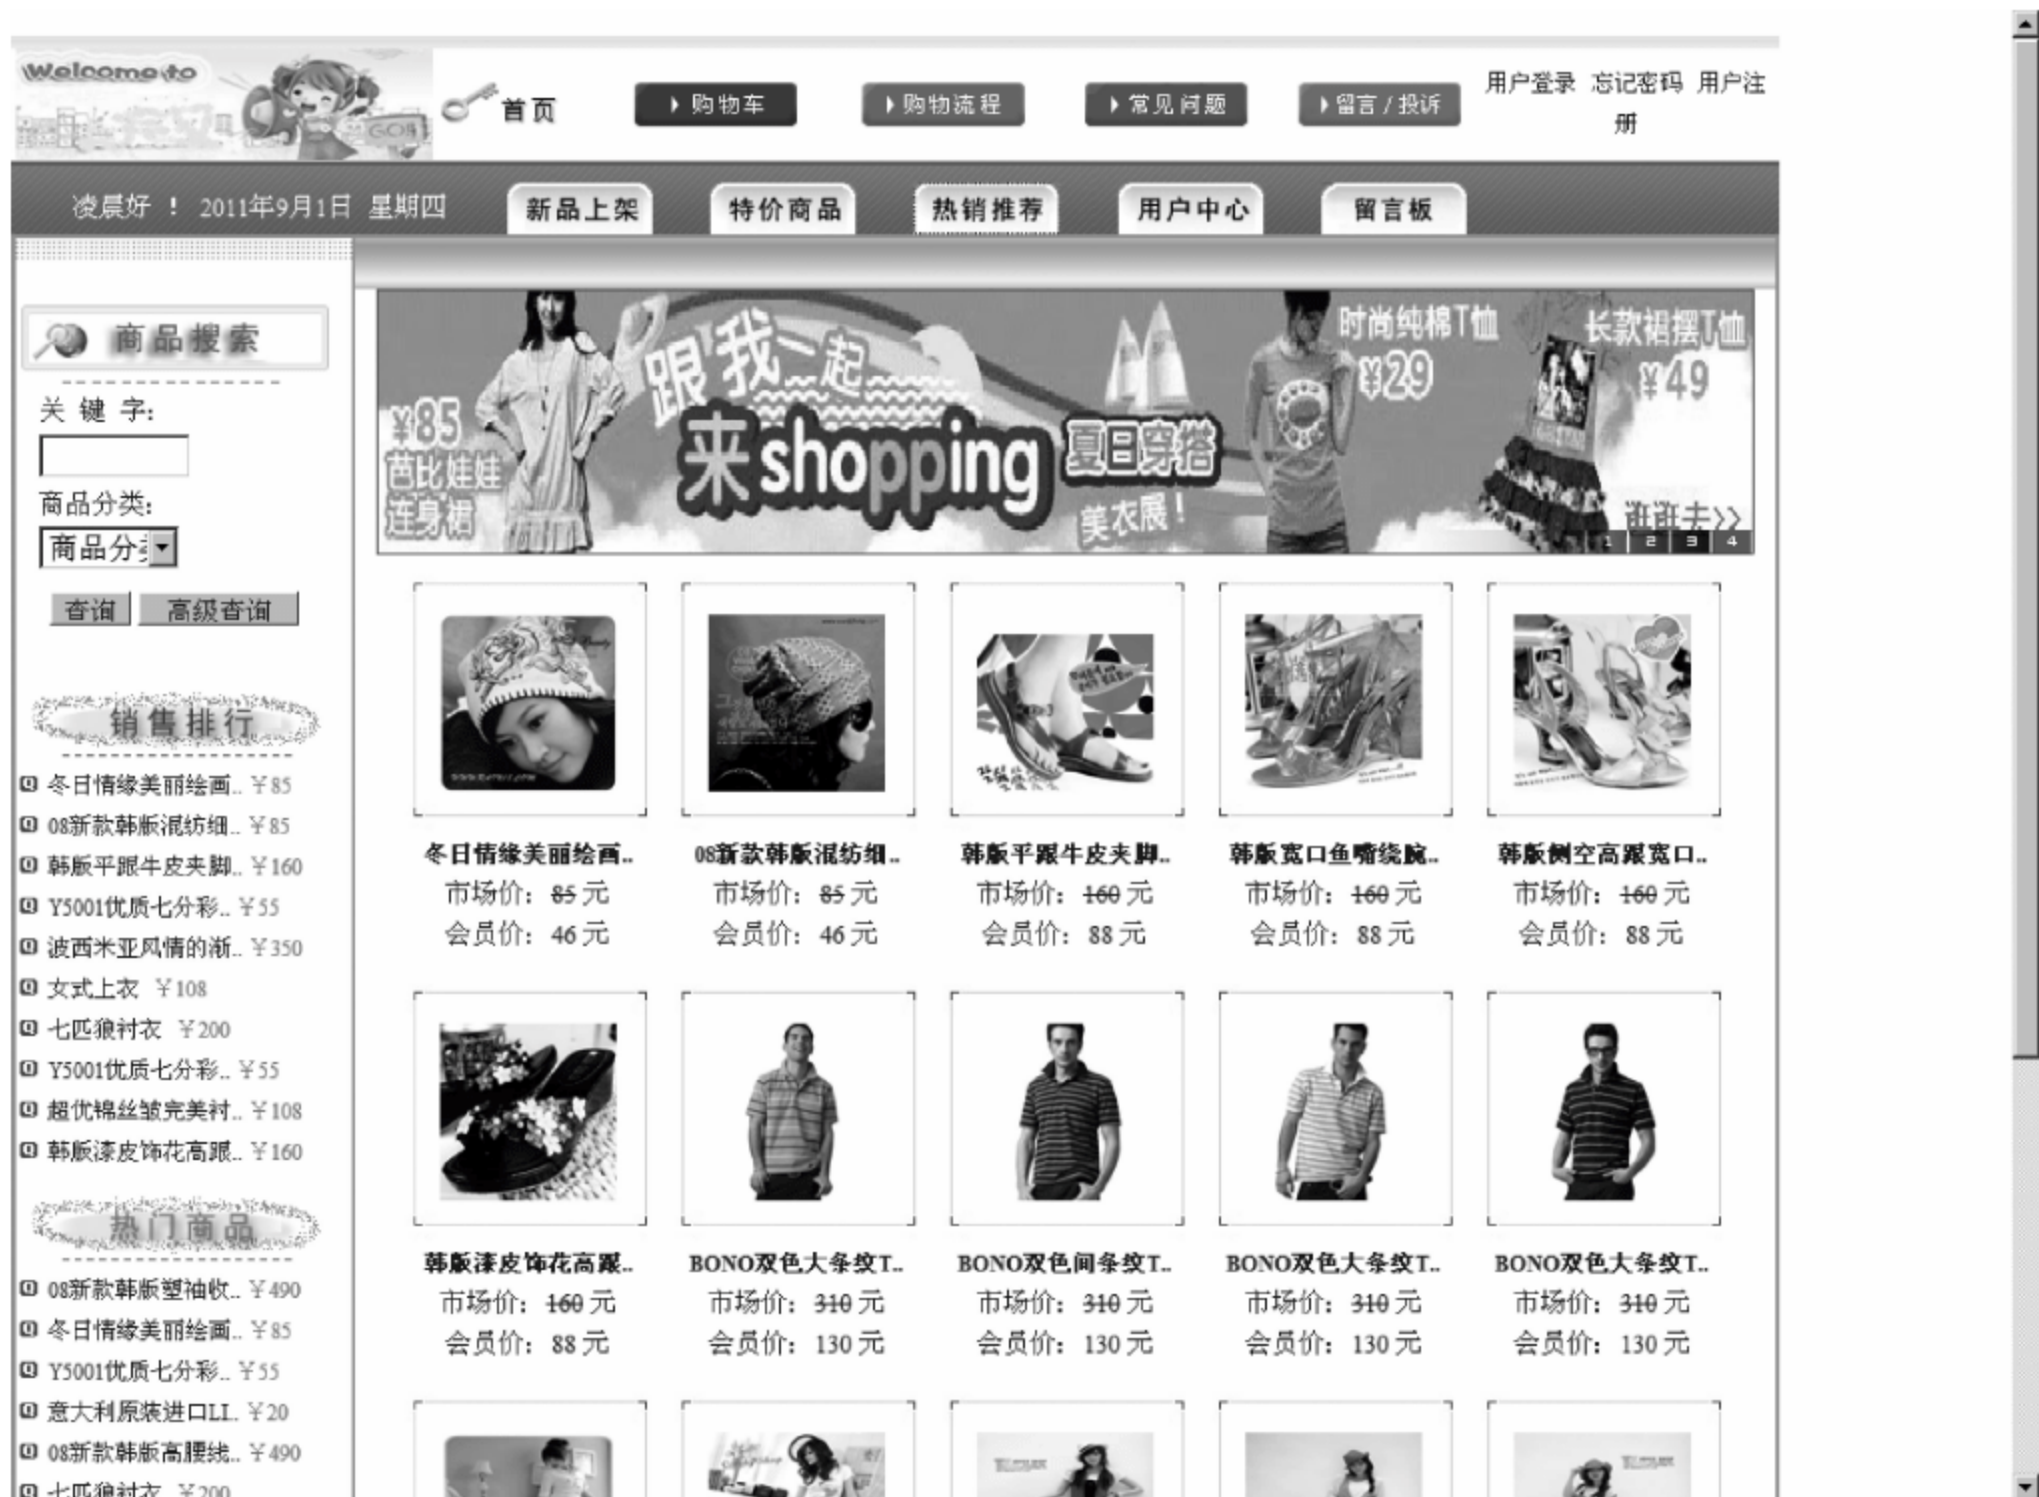 Welcome to
GO!
首页
购物车
购物流程
常见问题
留言/投诉
用户登录 忘记密码 用户注
册
凌晨好 ! 2011年9月1日 星期四
新品上架
特价商品
热销推荐
用户中心
留言板
商品搜索
关 键 字:
商品分类:
商品分
查询
高级查询
销售排行
冬日情缘美丽绘画.. ¥85
08新款韩版混纺细.. ¥85
韩版平跟牛皮夹脚.. ¥160
Y5001优质七分彩.. ¥55
波西米亚风情的渐.. ¥350
女式上衣 ¥108
七匹狼衬衣 ¥200
Y5001优质七分彩.. ¥55
超优锦丝皱完美衬.. ¥108
韩版漆皮饰花高跟.. ¥160
热门商品
08新款韩版塑袖收.. ¥490
冬日情缘美丽绘画.. ¥85
Y5001优质七分彩.. ¥55
意大利原装进口LI. ¥20
08新款韩版高腰线.. ¥490
七匹狼衬衣 ¥200
¥85
芭比娃娃
连身裙
跟我一起
来shopping
夏日穿搭
美衣展!
时尚纯棉T恤
¥29
长款裙摆T恤
¥49
逛逛去>>
1 2 3 4
冬日情缘美丽绘画..
市场价: 85 元
会员价: 46 元
08新款韩版混纺细..
市场价: 85 元
会员价: 46 元
韩版平跟牛皮夹脚..
市场价: 160 元
会员价: 88 元
韩版宽口鱼嘴绕腕..
市场价: 160 元
会员价: 88 元
韩版侧空高跟宽口..
市场价: 160 元
会员价: 88 元
韩版漆皮饰花高跟..
市场价: 160 元
会员价: 88 元
BONO双色大条纹T..
市场价: 310 元
会员价: 130 元
BONO双色间条纹T..
市场价: 310 元
会员价: 130 元
BONO双色大条纹T..
市场价: 310 元
会员价: 130 元
BONO双色大条纹T..
市场价: 310 元
会员价: 130 元